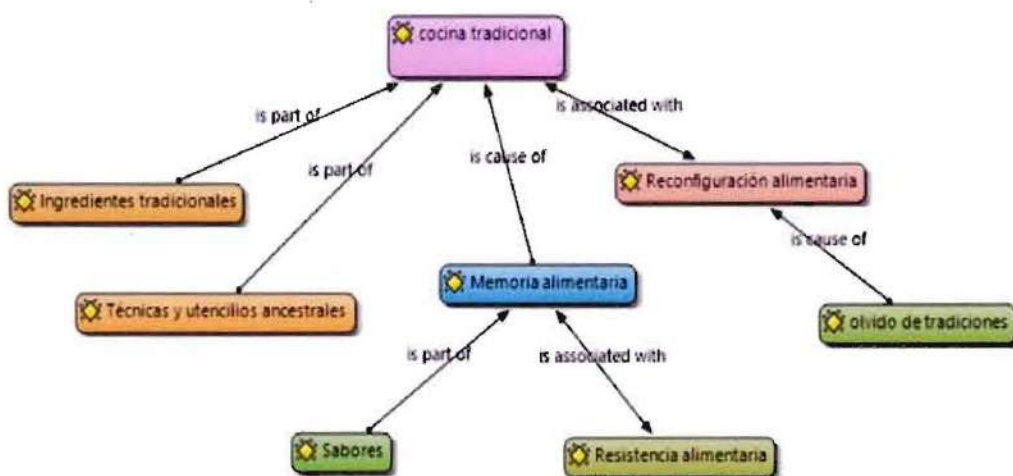 cocina tradicional
is part of
is associated with
is part of
is cause of
Reconfiguración alimentaria
Ingredientes tradicionales
is cause of
Memoria alimentaria
Técnicas y utencilios ancestrales
olvido de tradiciones
is part of
is associated with
Sabores
Resistencia alimentaria